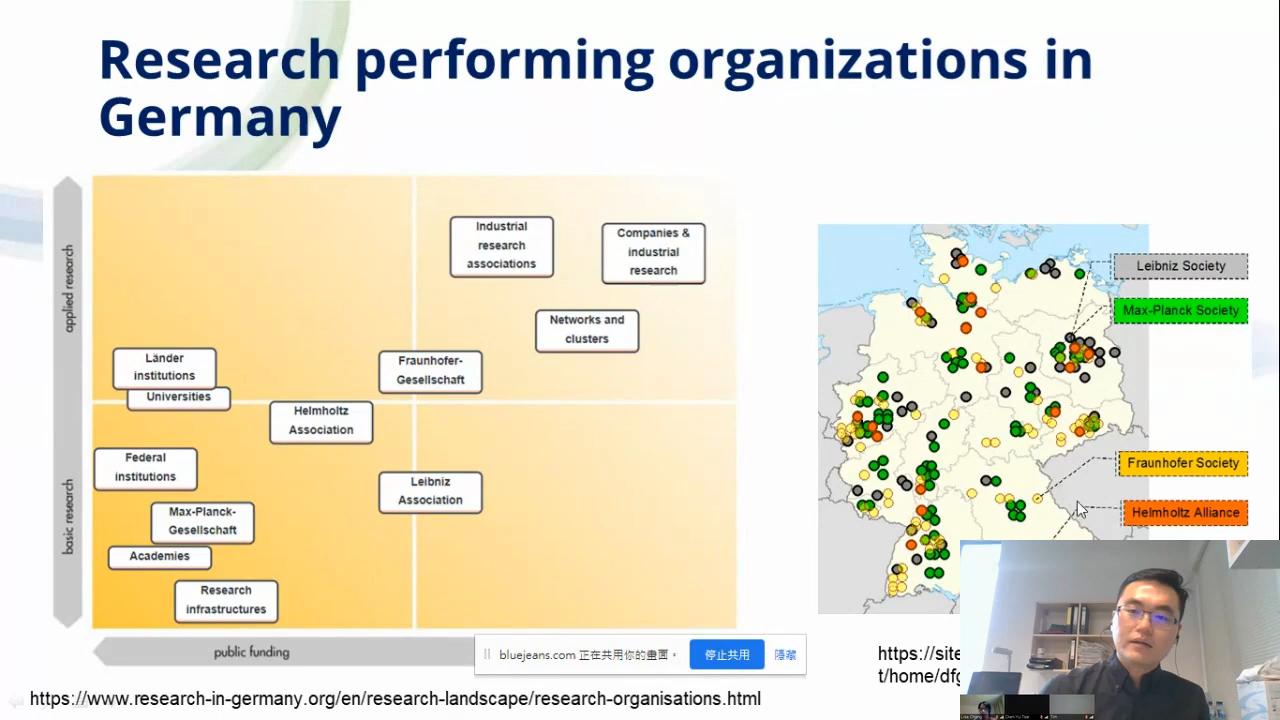 Research performing organizations in
Germany
applied research
basic research
Industrial
research
associations
Companies &
industrial
research
Networks and
clusters
Länder
institutions
Universities
Fraunhofer-
Gesellschaft
Helmholtz
Association
Federal
institutions
Leibniz
Association
Max-Planck-
Gesellschaft
Academies
Research
infrastructures
public funding
Leibniz Society
Max-Planck Society
Fraunhofer Society
Helmholtz Alliance
bluejeans.com 正在共用你的畫面。
停止共用
隱藏
https://site
t/home/dfg
https://www.research-in-germany.org/en/research-landscape/research-organisations.html